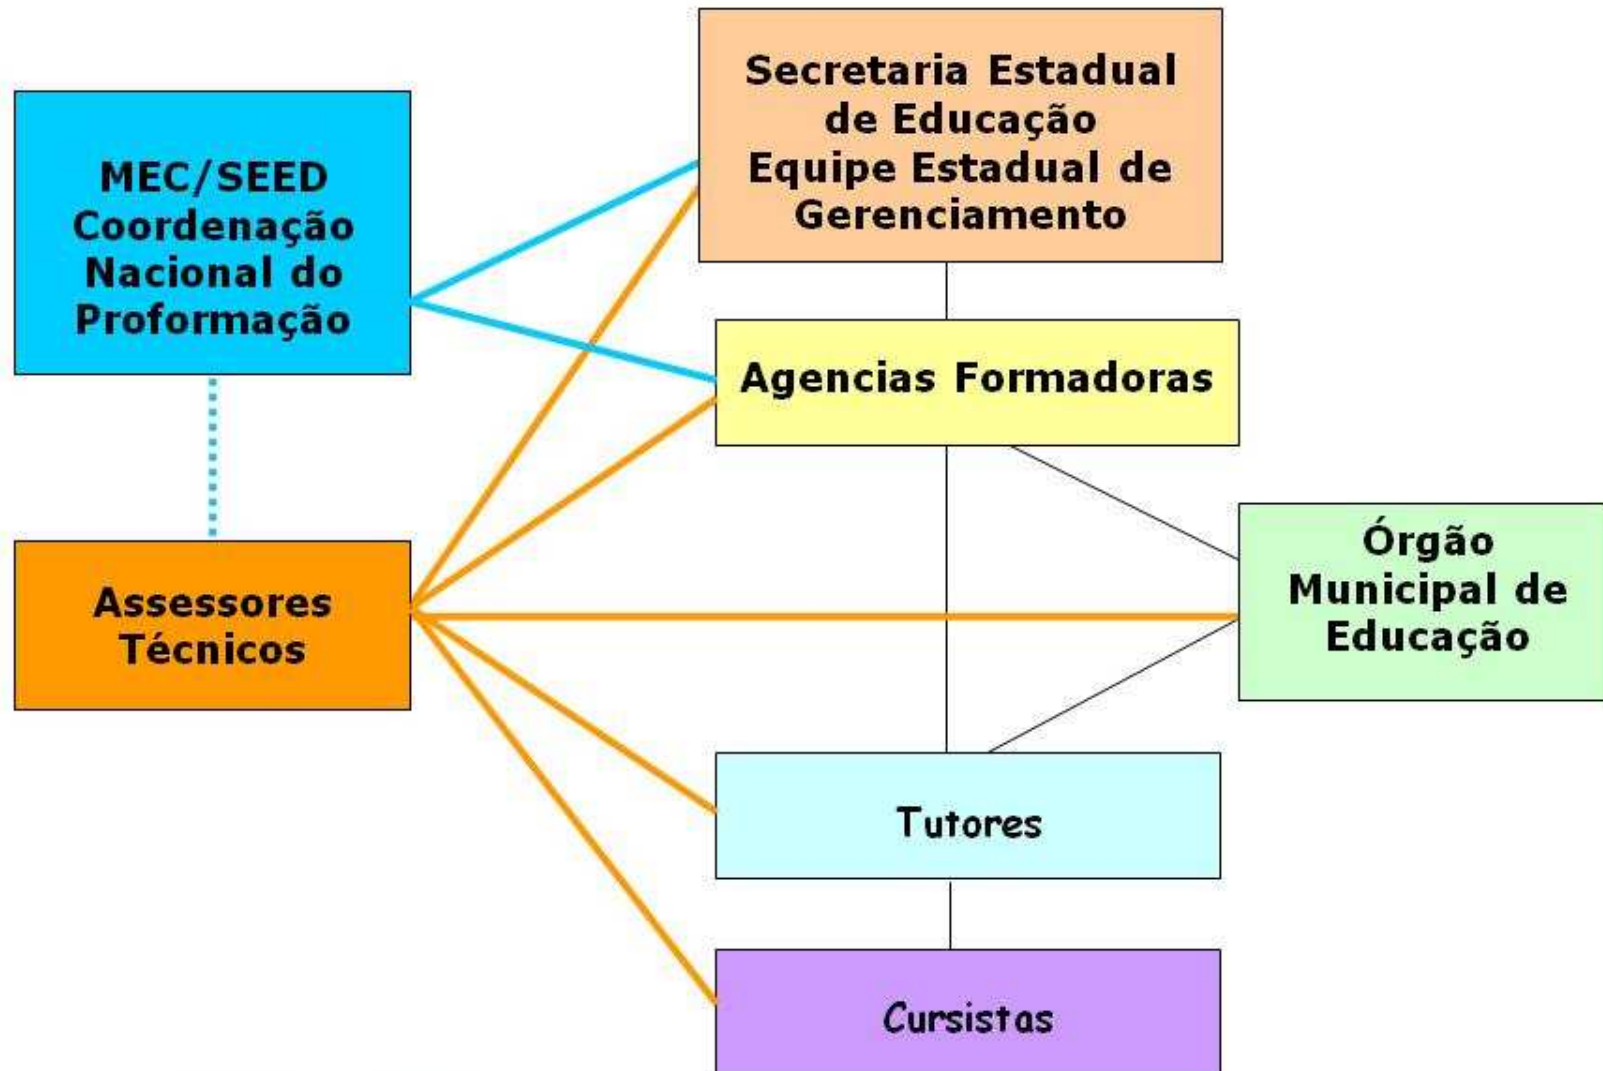 MEC/SEED
Coordenação
Nacional do
Proformação
Secretaria Estadual
de Educação
Equipe Estadual de
Gerenciamento
Agencias Formadoras
Assessores
Técnicos
Órgão
Municipal de
Educação
Tutores
Cursistas